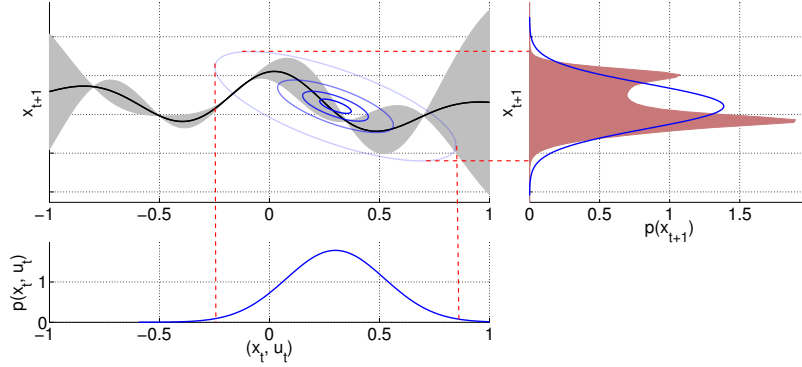 x_{t+1}
-1 -0.5 0 0.5 1
x_{t+1}
0 0.5 1 1.5
p(x_{t+1})
p(x_t, u_t)
1
0
-1 -0.5 0 0.5 1
(x_t, u_t)